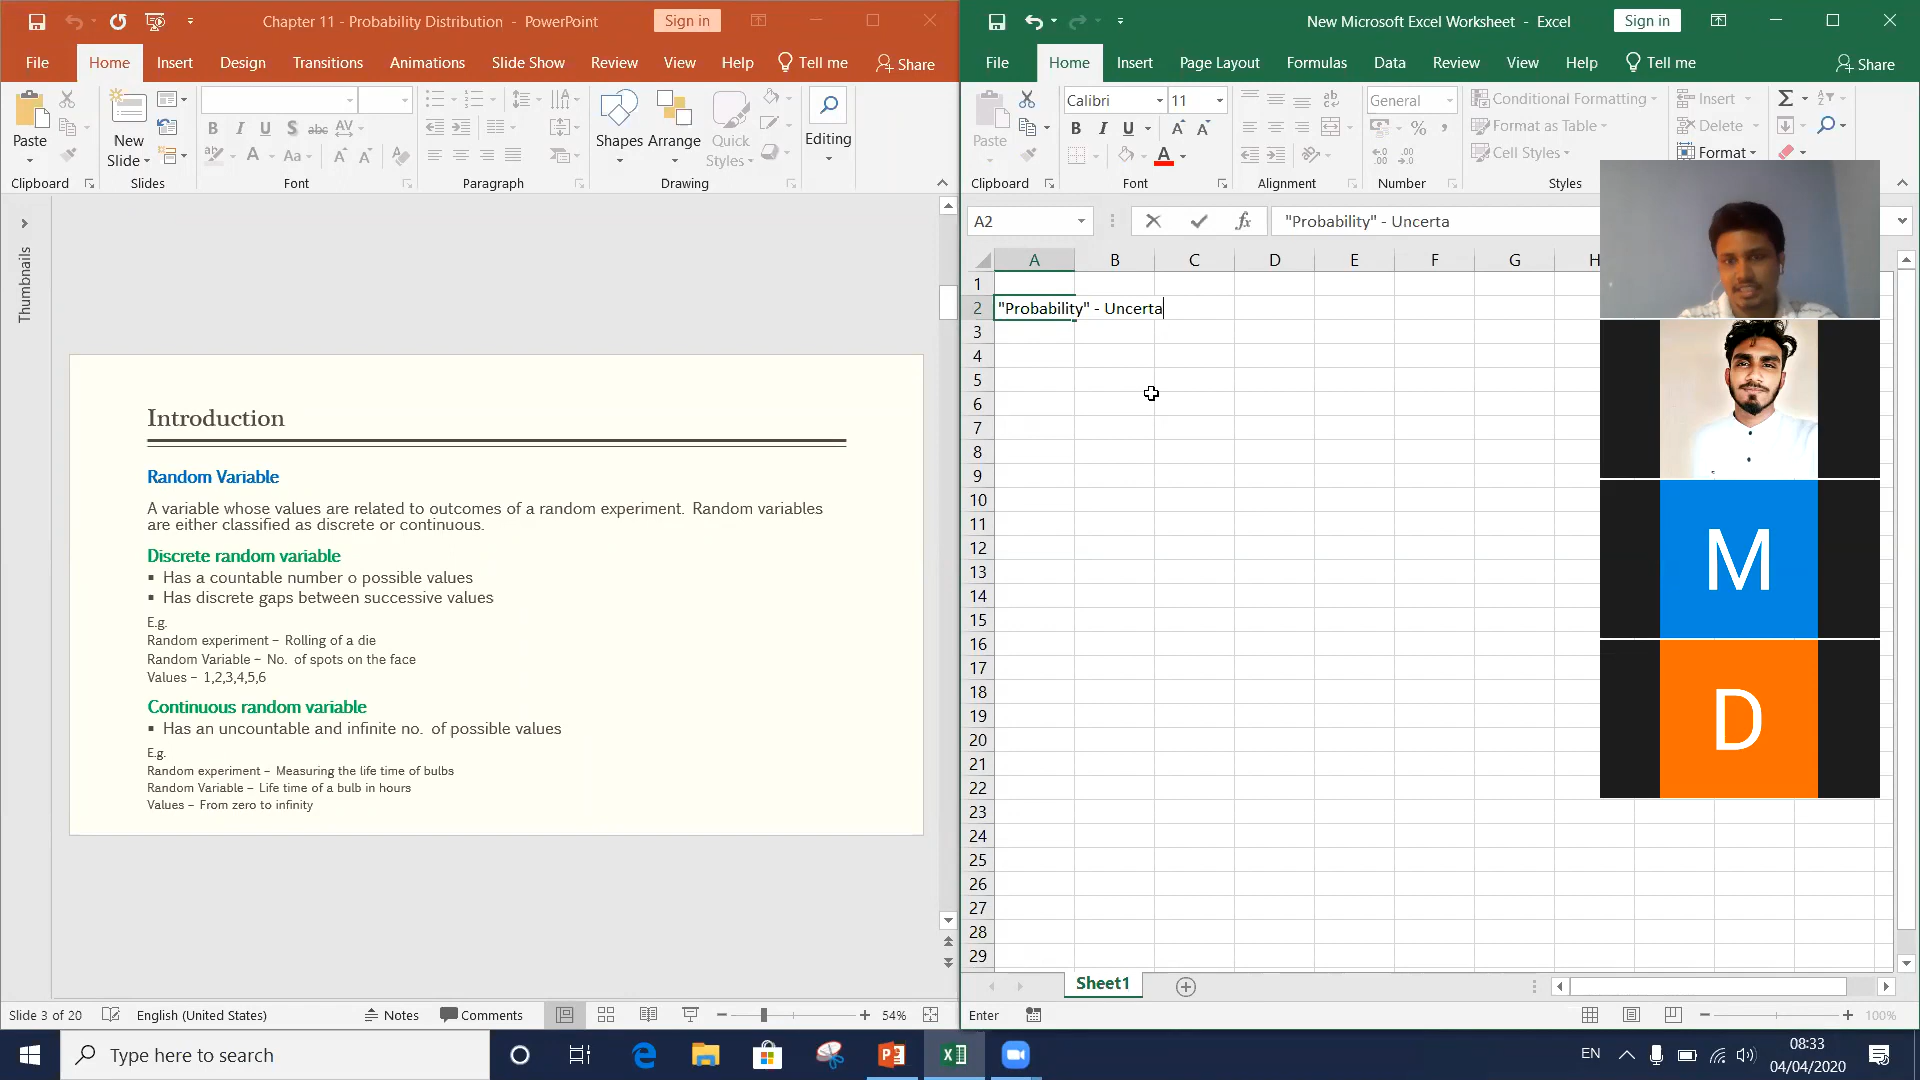 Chapter 11 - Probability Distribution - PowerPoint
Sign in
File
Home
Insert
Design
Transitions
Animations
Slide Show
Review
View
Help
Tell me
Share
Paste
New
Slide
Shapes
Arrange
Quick
Styles
Editing
Clipboard
Slides
Font
Paragraph
Drawing
Thumbnails
Introduction
Random Variable
A variable whose values are related to outcomes of a random experiment. Random variables
are either classified as discrete or continuous.
Discrete random variable
▪ Has a countable number o possible values
▪ Has discrete gaps between successive values
E.g.
Random experiment – Rolling of a die
Random Variable – No. of spots on the face
Values – 1,2,3,4,5,6
Continuous random variable
▪ Has an uncountable and infinite no. of possible values
E.g.
Random experiment – Measuring the life time of bulbs
Random Variable – Life time of a bulb in hours
Values – From zero to infinity
Slide 3 of 20
English (United States)
Notes
Comments
54%
New Microsoft Excel Worksheet - Excel
Sign in
File
Home
Insert
Page Layout
Formulas
Data
Review
View
Help
Tell me
Share
Paste
Calibri
11
General
Conditional Formatting
Format as Table
Cell Styles
Insert
Delete
Format
Clipboard
Font
Alignment
Number
Styles
A2
fx
"Probability" - Uncerta
A B C D E F G H
1
2
"Probability" - Uncerta
3
4
5
6
7
8
9
10
11
12
13
14
15
16
17
18
19
20
21
22
23
24
25
26
27
28
29
M
D
Sheet1
Enter
100%
Type here to search
EN
08:33
04/04/2020